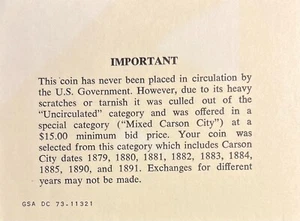 IMPORTANT
This coin has never been placed in circulation by
the U.S. Government. However, due to its heavy
scratches or tarnish it was culled out of the
"Uncirculated" category and was offered in a
special category ("Mixed Carson City") at a
$15.00 minimum bid price. Your coin was
selected from this category which includes Carson
City dates 1879, 1880, 1881, 1882, 1883, 1884,
1885, 1890, and 1891. Exchanges for different
years may not be made.
GSA DC 73-11321